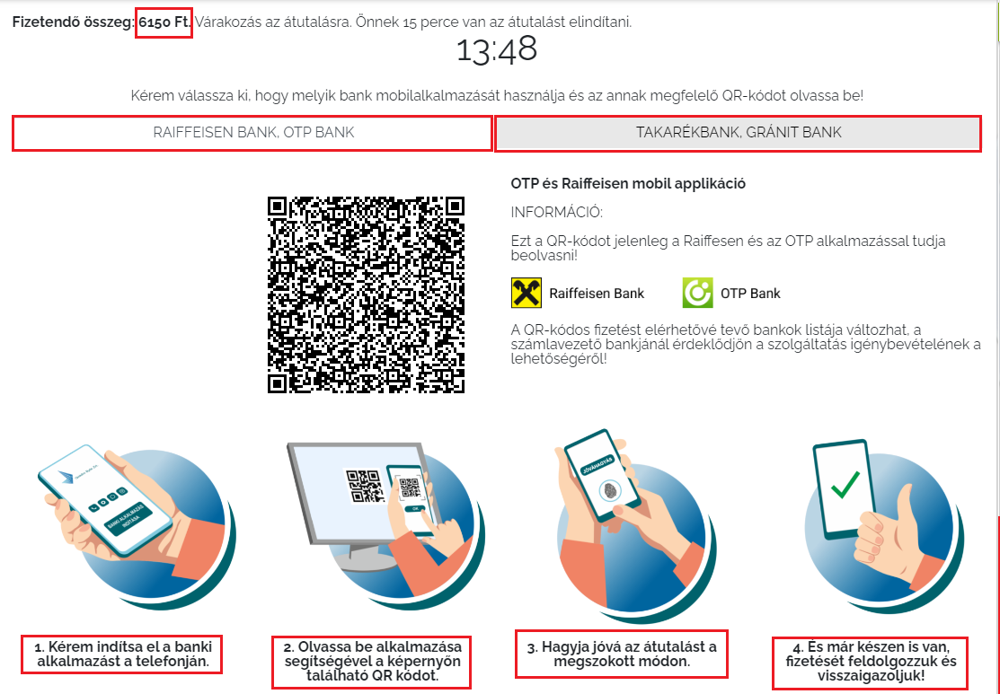 Fizetendő összeg: 6150 Ft. Várakozás az átutalásra. Önnek 15 perce van az átutalást elindítani.
13:48
Kérem válassza ki, hogy melyik bank mobilalkalmazását használja és az annak megfelelő QR-kódot olvassa be!
RAIFFEISEN BANK, OTP BANK
TAKARÉKBANK, GRÁNIT BANK
OTP és Raiffeisen mobil applikáció
INFORMÁCIÓ:
Ezt a QR-kódot jelenleg a Raiffesen és az OTP alkalmazással tudja
beolvasni!
Raiffeisen Bank
OTP Bank
A QR-kódos fizetést elérhetővé tevő bankok listája változhat, a
számlavezető bankjánál érdeklődjön a szolgáltatás igénybevételének a
lehetőségéről!
BANKI ALKALMAZÁS
INDÍTÁSA
OK
JÓVÁHAGYÁS
1. Kérem indítsa el a banki
alkalmazást a telefonján.
2. Olvassa be alkalmazása
segítségével a képernyőn
található QR kódot.
3. Hagyja jóvá az átutalást a
megszokott módon.
4. És már készen is van,
fizetését feldolgozzuk és
visszaigazoljuk!